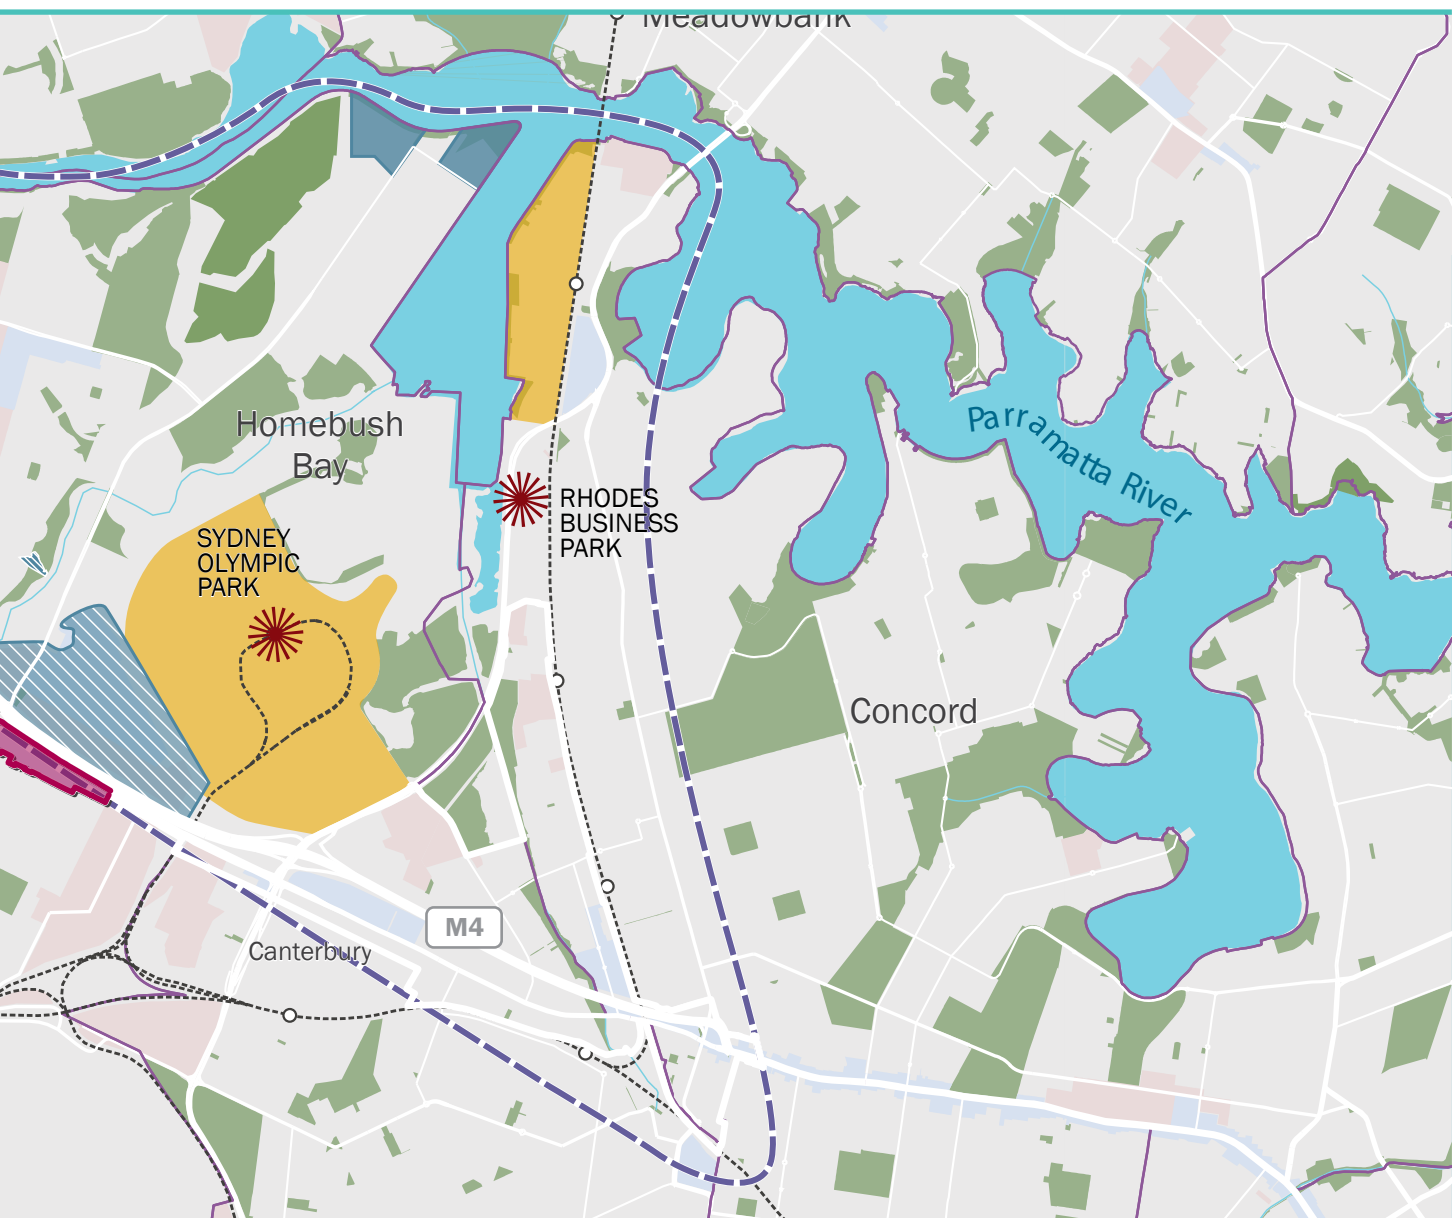 Meadowbank
Homebush
Bay
Parramatta River
RHODES
BUSINESS
PARK
SYDNEY
OLYMPIC
PARK
Concord
M4
Canterbury